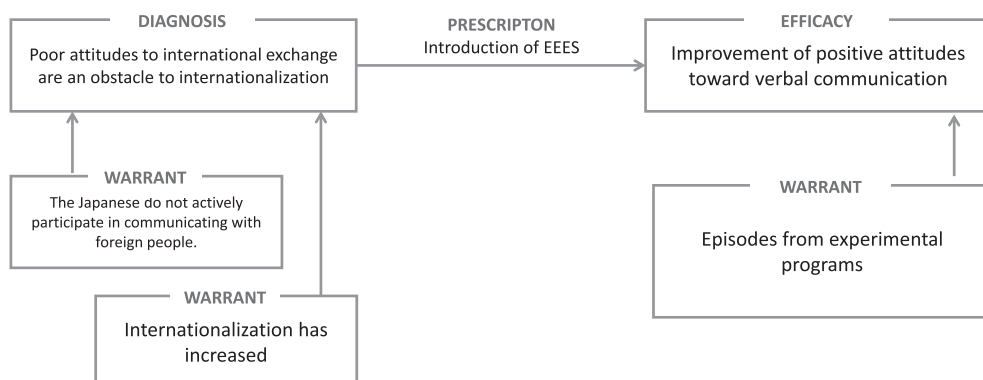 DIAGNOSIS
Poor attitudes to international exchange
are an obstacle to internationalization
PRESCRIPTON
Introduction of EEES
EFFICACY
Improvement of positive attitudes
toward verbal communication
WARRANT
The Japanese do not actively
participate in communicating with
foreign people.
WARRANT
Internationalization has
increased
WARRANT
Episodes from experimental
programs